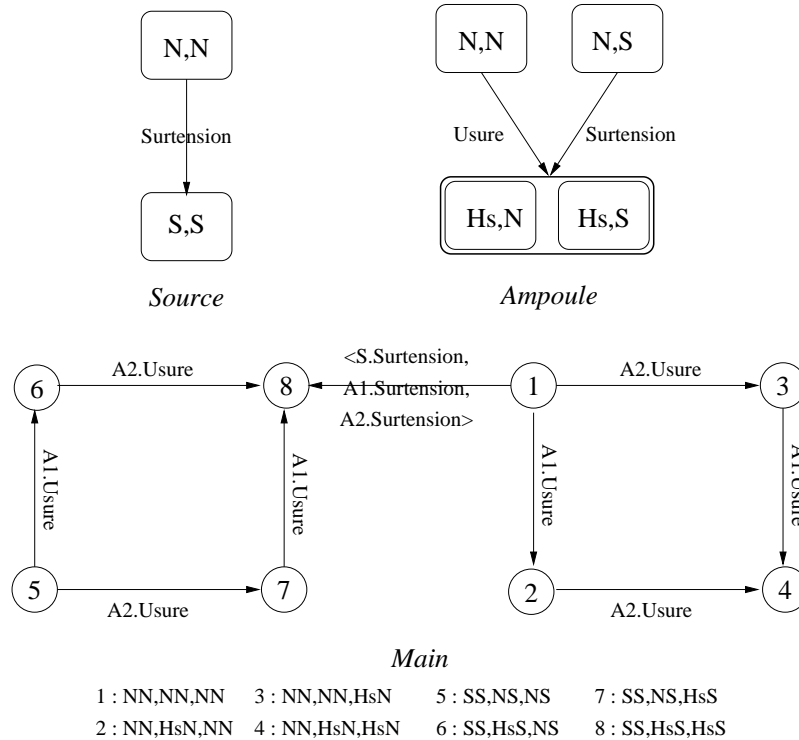 N,N
N,N
N,S
Surtension
Usure
Surtension
S,S
Hs,N
Hs,S
Source
Ampoule
<S.Surtension,
A1.Surtension,
A2.Surtension>
6
A2.Usure
8
1
A2.Usure
3
A1.Usure
A1.Usure
A1.Usure
A1.Usure
5
A2.Usure
7
2
A2.Usure
4
Main
1 : NN,NN,NN 3 : NN,NN,HsN 5 : SS,NS,NS 7 : SS,NS,HsS
2 : NN,HsN,NN 4 : NN,HsN,HsN 6 : SS,HsS,NS 8 : SS,HsS,HsS